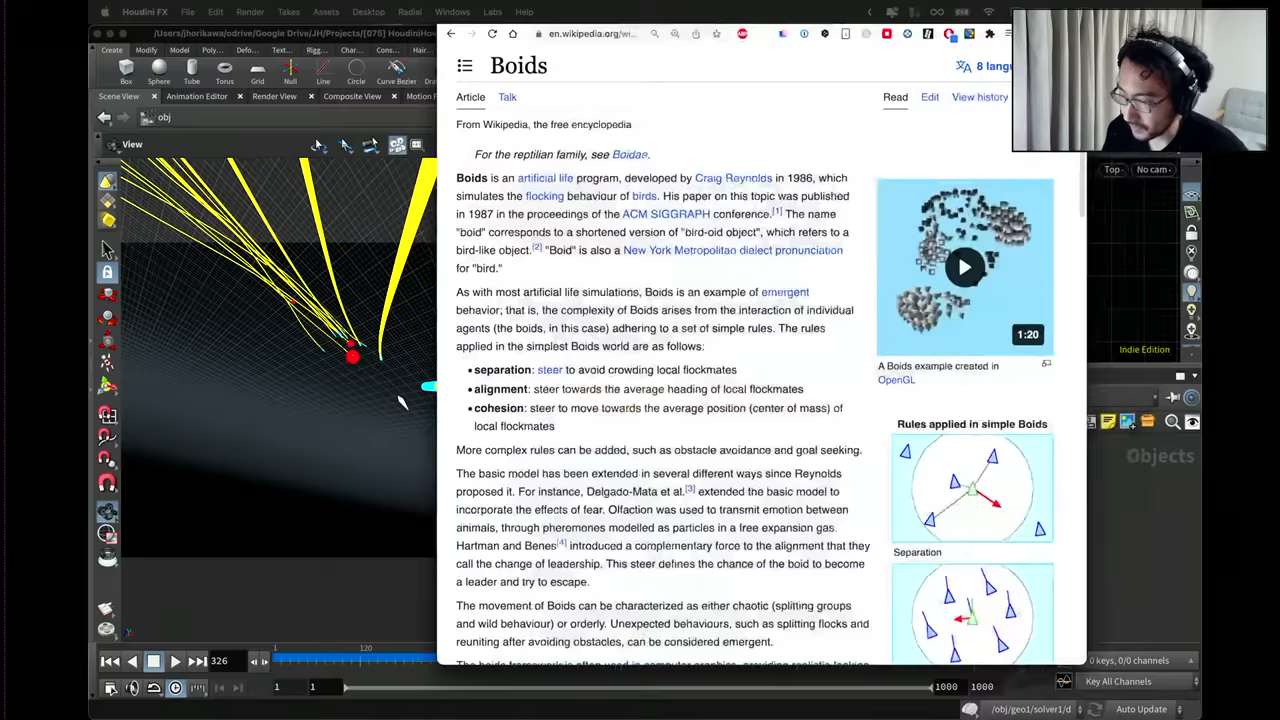 Houdini FX File Edit Render Takes Assets Desktop Radial Windows Labs Help
/Users/jhorikawa/odrive/Google Drive/JH/Projects/[075] HoudiniHow
Create Modify Model Poly... Defo... Text... Rigg... Char... Cons... Hair...
Box Sphere Tube Torus Grid Null Line Circle Curve Bezier
Scene View Animation Editor Render View Composite View Motion F
obj
View
en.wikipedia.org/w...
Boids
8 langu
Article Talk
Read Edit View history
From Wikipedia, the free encyclopedia
For the reptilian family, see Boidae.
Boids is an artificial life program, developed by Craig Reynolds in 1986, which
simulates the flocking behaviour of birds. His paper on this topic was published
in 1987 in the proceedings of the ACM SIGGRAPH conference.[1] The name
"boid" corresponds to a shortened version of "bird-oid object", which refers to a
bird-like object.[2] "Boid" is also a New York Metropolitan dialect pronunciation
for "bird."
As with most artificial life simulations, Boids is an example of emergent
behavior; that is, the complexity of Boids arises from the interaction of individual
agents (the boids, in this case) adhering to a set of simple rules. The rules
applied in the simplest Boids world are as follows:
• separation: steer to avoid crowding local flockmates
• alignment: steer towards the average heading of local flockmates
• cohesion: steer to move towards the average position (center of mass) of
local flockmates
More complex rules can be added, such as obstacle avoidance and goal seeking.
The basic model has been extended in several different ways since Reynolds
proposed it. For instance, Delgado-Mata et al.[3] extended the basic model to
incorporate the effects of fear. Olfaction was used to transmit emotion between
animals, through pheromones modelled as particles in a free expansion gas.
Hartman and Benes[4] introduced a complementary force to the alignment that they
call the change of leadership. This steer defines the chance of the boid to become
a leader and try to escape.
The movement of Boids can be characterized as either chaotic (splitting groups
and wild behaviour) or orderly. Unexpected behaviours, such as splitting flocks and
reuniting after avoiding obstacles, can be considered emergent.
1:20
A Boids example created in
OpenGL
Rules applied in simple Boids
Separation
Top No cam
Indie Edition
Objects
326
120
1 1
1000 1000
0 keys, 0/0 channels
Key All Channels
/obj/geo1/solver1/d Auto Update